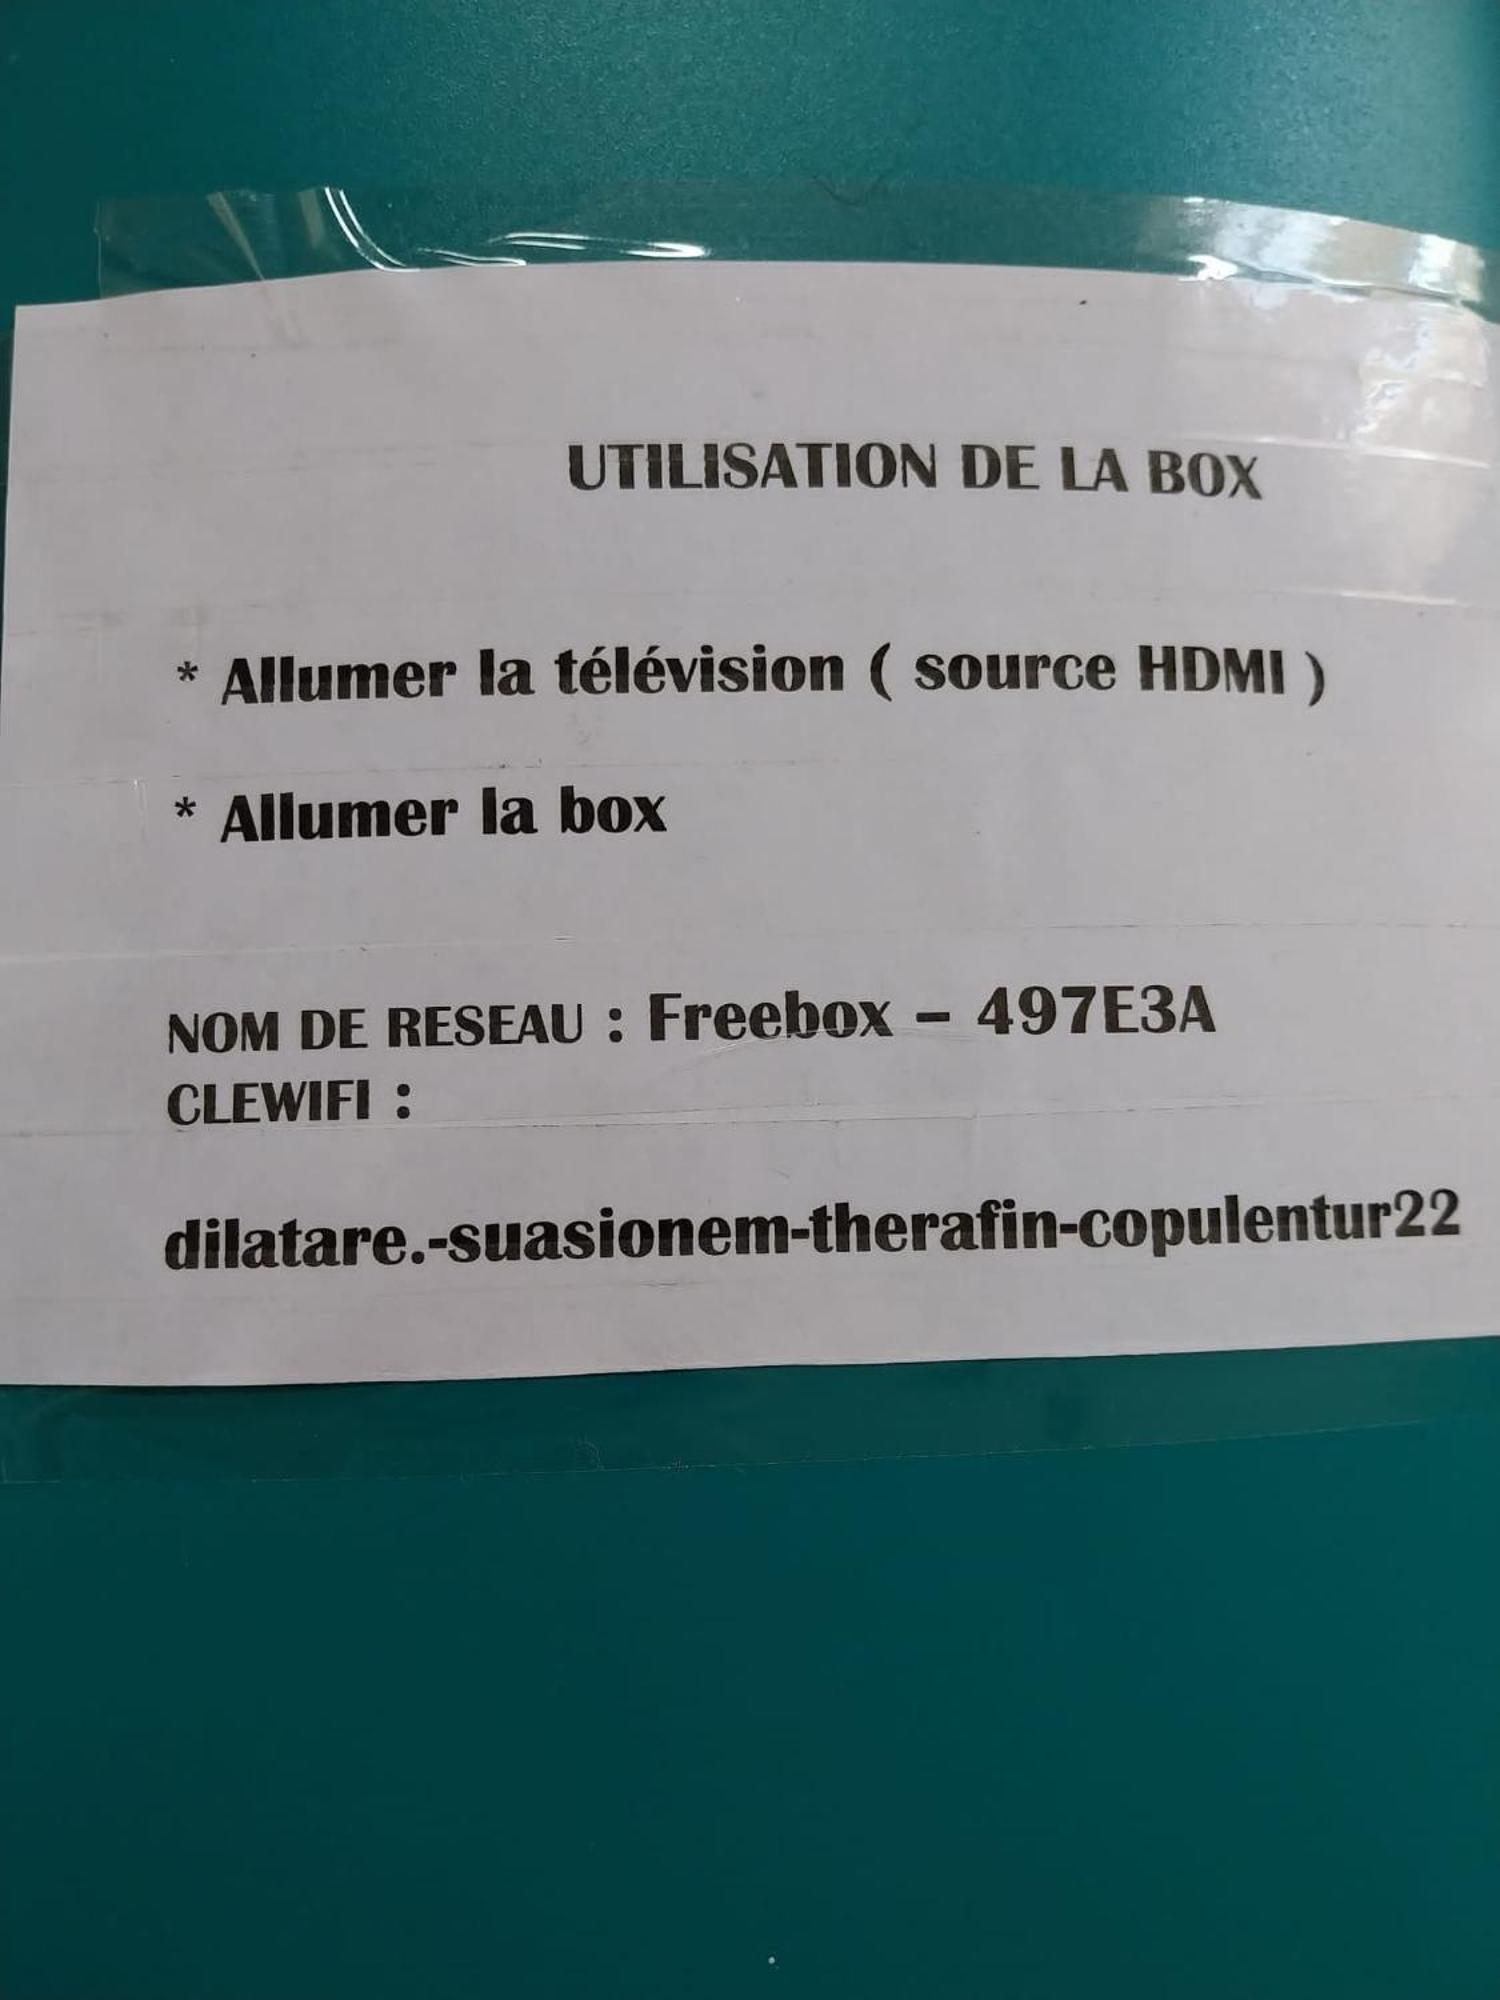 UTILISATION DE LA BOX
* Allumer la télévision ( source HDMI )
* Allumer la box
NOM DE RESEAU : Freebox – 497E3A
CLEWIFI :
dilatare.-suasionem-therafin-copulentur22